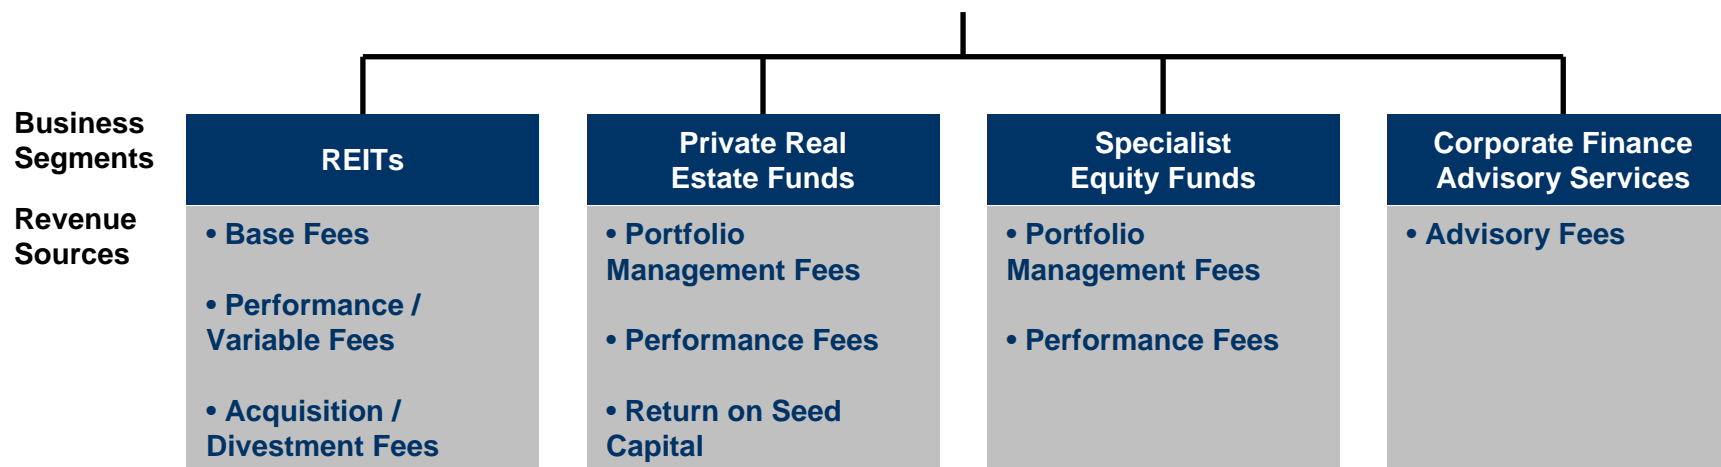 Business
Segments
REITs
Private Real
Estate Funds
Specialist
Equity Funds
Corporate Finance
Advisory Services
Revenue
Sources
• Base Fees
• Performance /
Variable Fees
• Acquisition /
Divestment Fees
• Portfolio
Management Fees
• Performance Fees
• Return on Seed
Capital
• Portfolio
Management Fees
• Performance Fees
• Advisory Fees